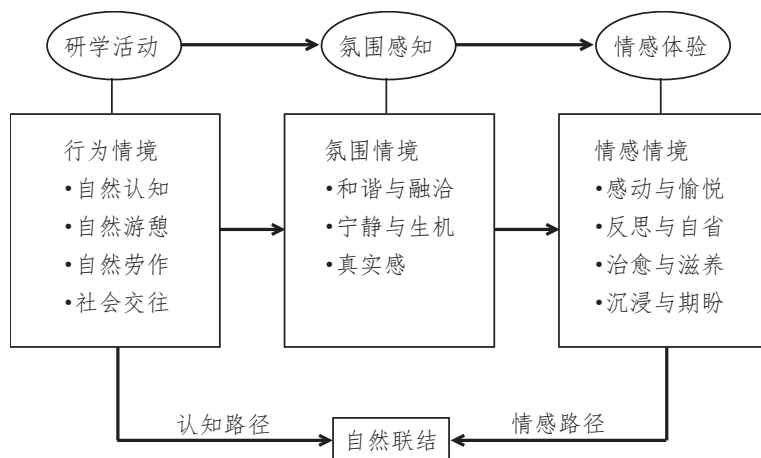 研学活动
氛围感知
情感体验
行为情境
•自然认知
•自然游憩
•自然劳作
•社会交往
氛围情境
•和谐与融洽
•宁静与生机
•真实感
情感情境
•感动与愉悦
•反思与自省
•治愈与滋养
•沉浸与期盼
认知路径
自然联结
情感路径